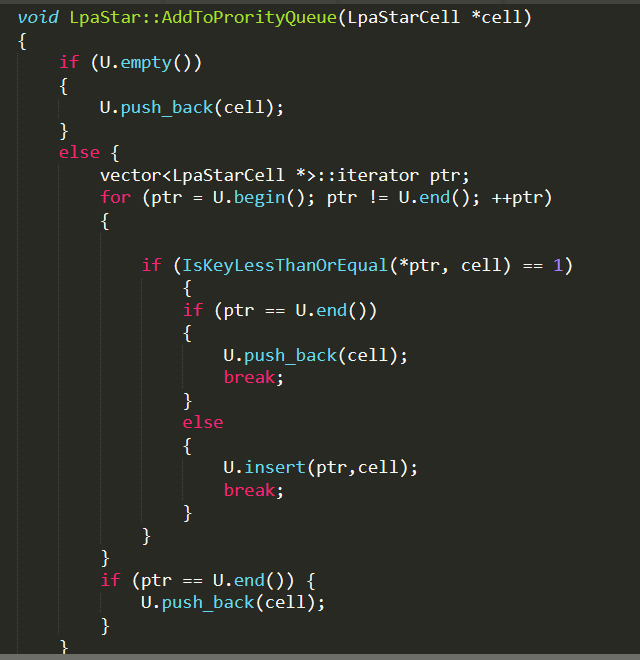 void LpaStar::AddToProrityQueue(LpaStarCell *cell)
{
    if (U.empty())
    {
        U.push_back(cell);
    }
    else {
        vector<LpaStarCell *>::iterator ptr;
        for (ptr = U.begin(); ptr != U.end(); ++ptr)
        {
            if (IsKeyLessThanOrEqual(*ptr, cell) == 1)
                {
                if (ptr == U.end())
                {
                    U.push_back(cell);
                    break;
                }
                else
                {
                    U.insert(ptr,cell);
                    break;
                }
            }
        }
        if (ptr == U.end()) {
            U.push_back(cell);
        }
    }